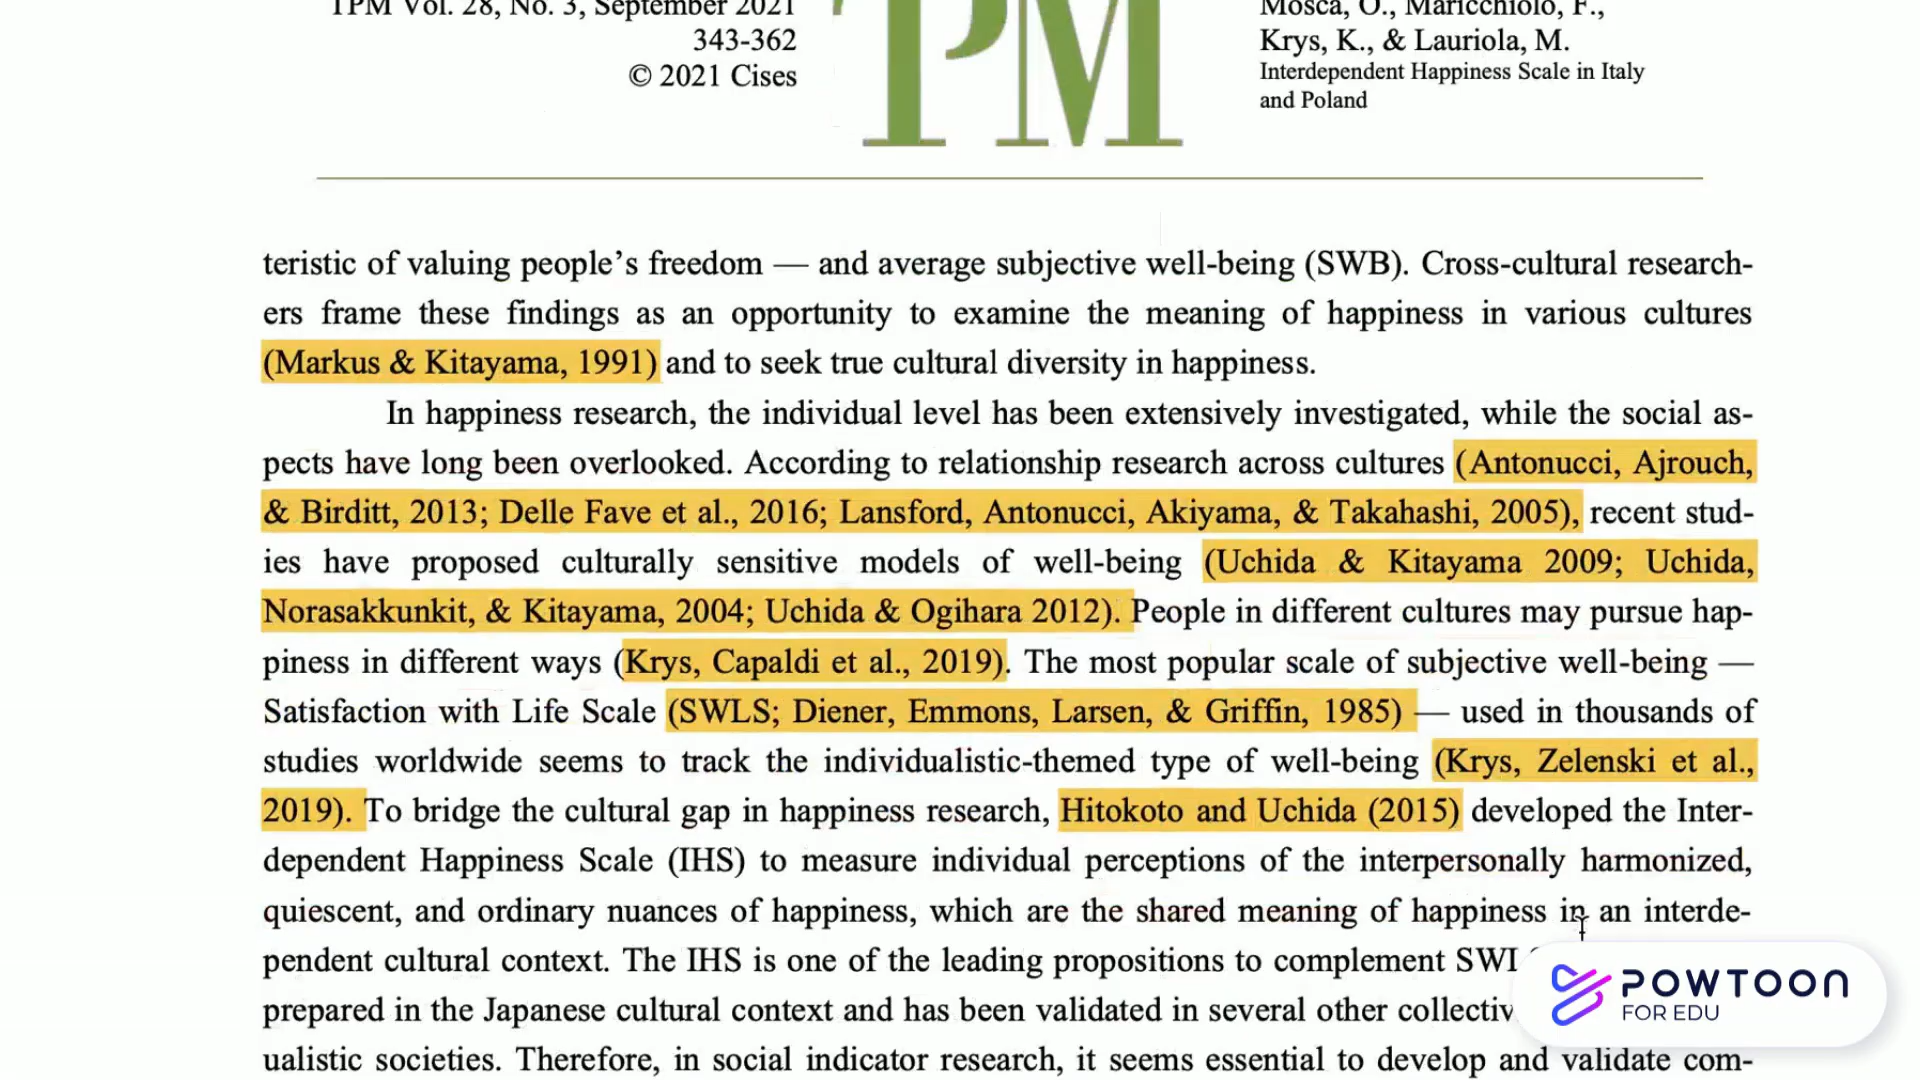 TPM Vol. 28, No. 3, September 2021
343-362
© 2021 Cises
TPM
Mosca, O., Maricchiolo, F.,
Krys, K., & Lauriola, M.
Interdependent Happiness Scale in Italy
and Poland
teristic of valuing people’s freedom — and average subjective well-being (SWB). Cross-cultural research-
ers frame these findings as an opportunity to examine the meaning of happiness in various cultures
(Markus & Kitayama, 1991) and to seek true cultural diversity in happiness.
In happiness research, the individual level has been extensively investigated, while the social as-
pects have long been overlooked. According to relationship research across cultures (Antonucci, Ajrouch,
& Birditt, 2013; Delle Fave et al., 2016; Lansford, Antonucci, Akiyama, & Takahashi, 2005), recent stud-
ies have proposed culturally sensitive models of well-being (Uchida & Kitayama 2009; Uchida,
Norasakkunkit, & Kitayama, 2004; Uchida & Ogihara 2012). People in different cultures may pursue hap-
piness in different ways (Krys, Capaldi et al., 2019). The most popular scale of subjective well-being —
Satisfaction with Life Scale (SWLS; Diener, Emmons, Larsen, & Griffin, 1985) — used in thousands of
studies worldwide seems to track the individualistic-themed type of well-being (Krys, Zelenski et al.,
2019). To bridge the cultural gap in happiness research, Hitokoto and Uchida (2015) developed the Inter-
dependent Happiness Scale (IHS) to measure individual perceptions of the interpersonally harmonized,
quiescent, and ordinary nuances of happiness, which are the shared meaning of happiness in an interde-
pendent cultural context. The IHS is one of the leading propositions to complement
prepared in the Japanese cultural context and has been validated in several other
ualistic societies. Therefore, in social indicator research, it seems essential to develop and validate com-
POWTOON
FOR EDU